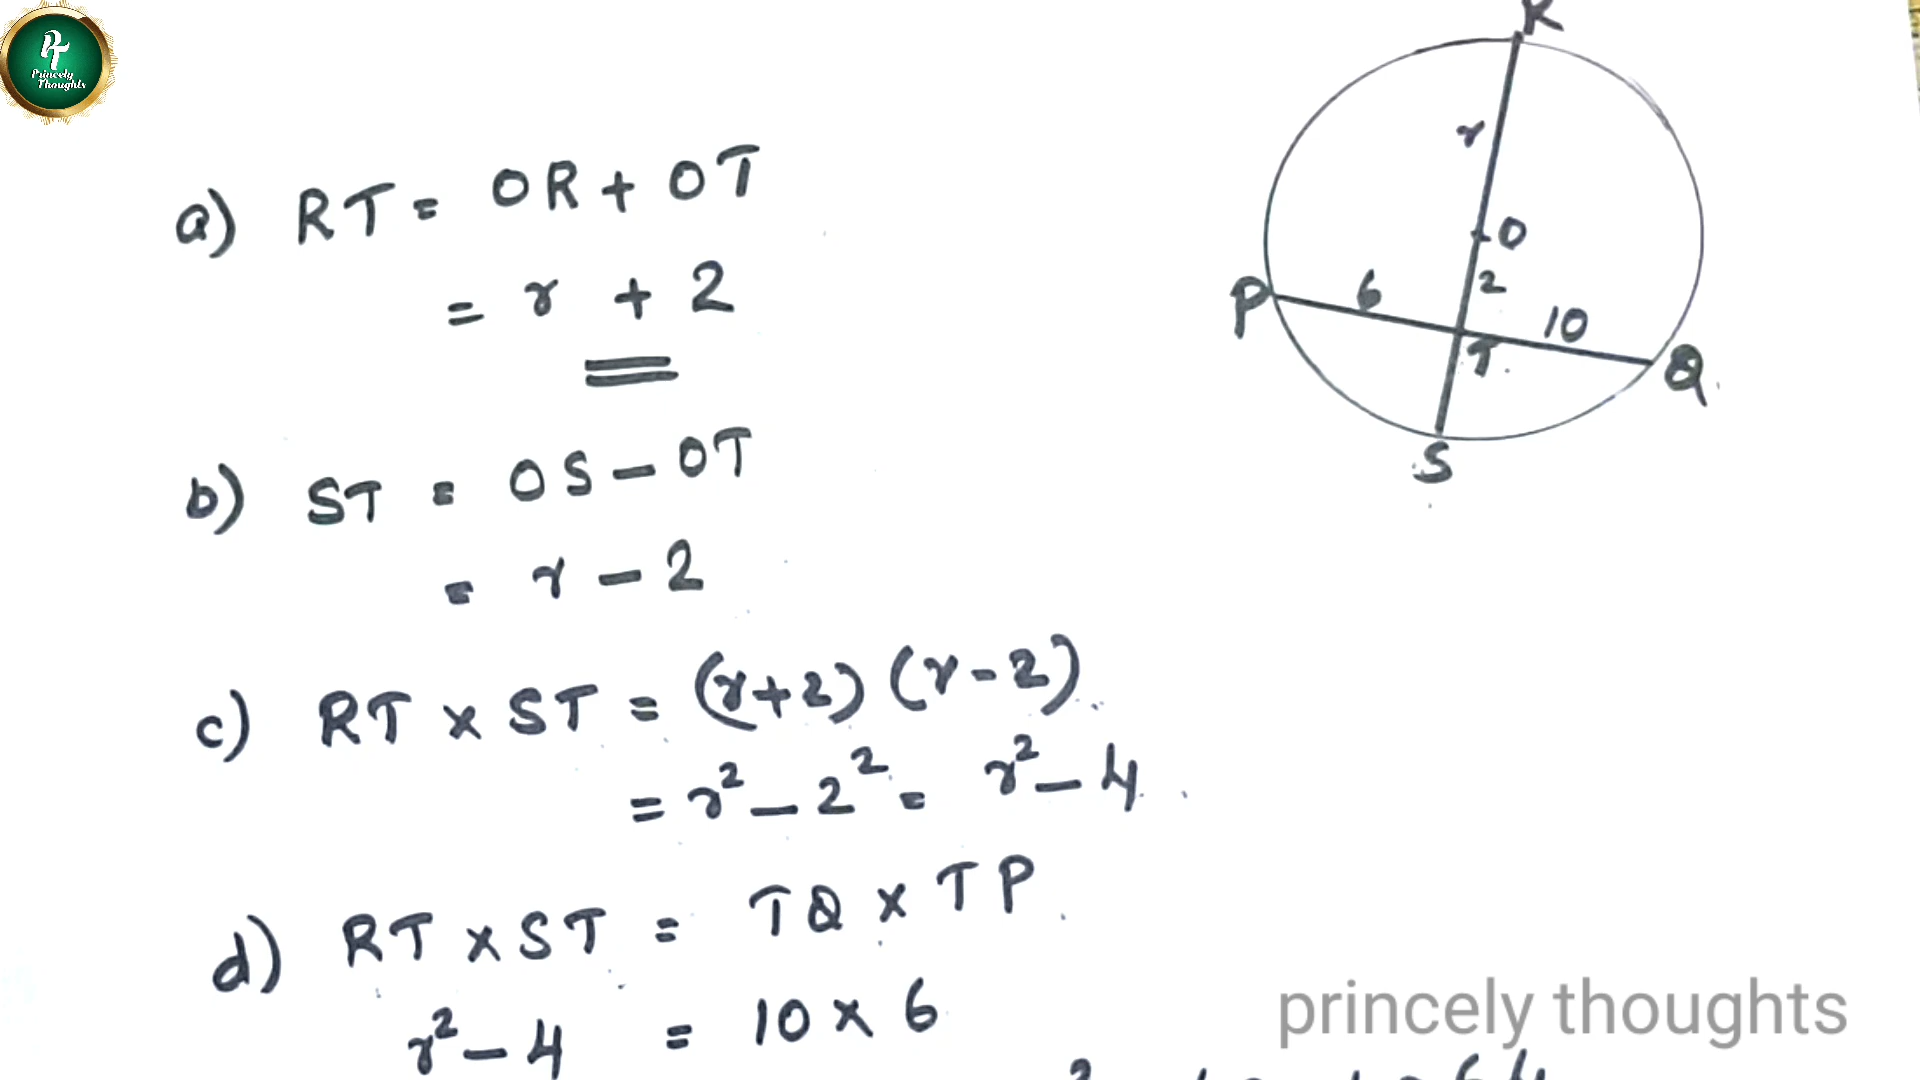 PT
Princely
Thoughts
R
r
O
2
P
6
10
T
Q
S
a) RT = OR + OT
= r + 2
b) ST = OS - OT
= r - 2
c) RT × ST = (r+2) (r-2)
= r² - 2² = r² - 4
d) RT × ST = TQ × TP
r² - 4 = 10 × 6
princely thoughts